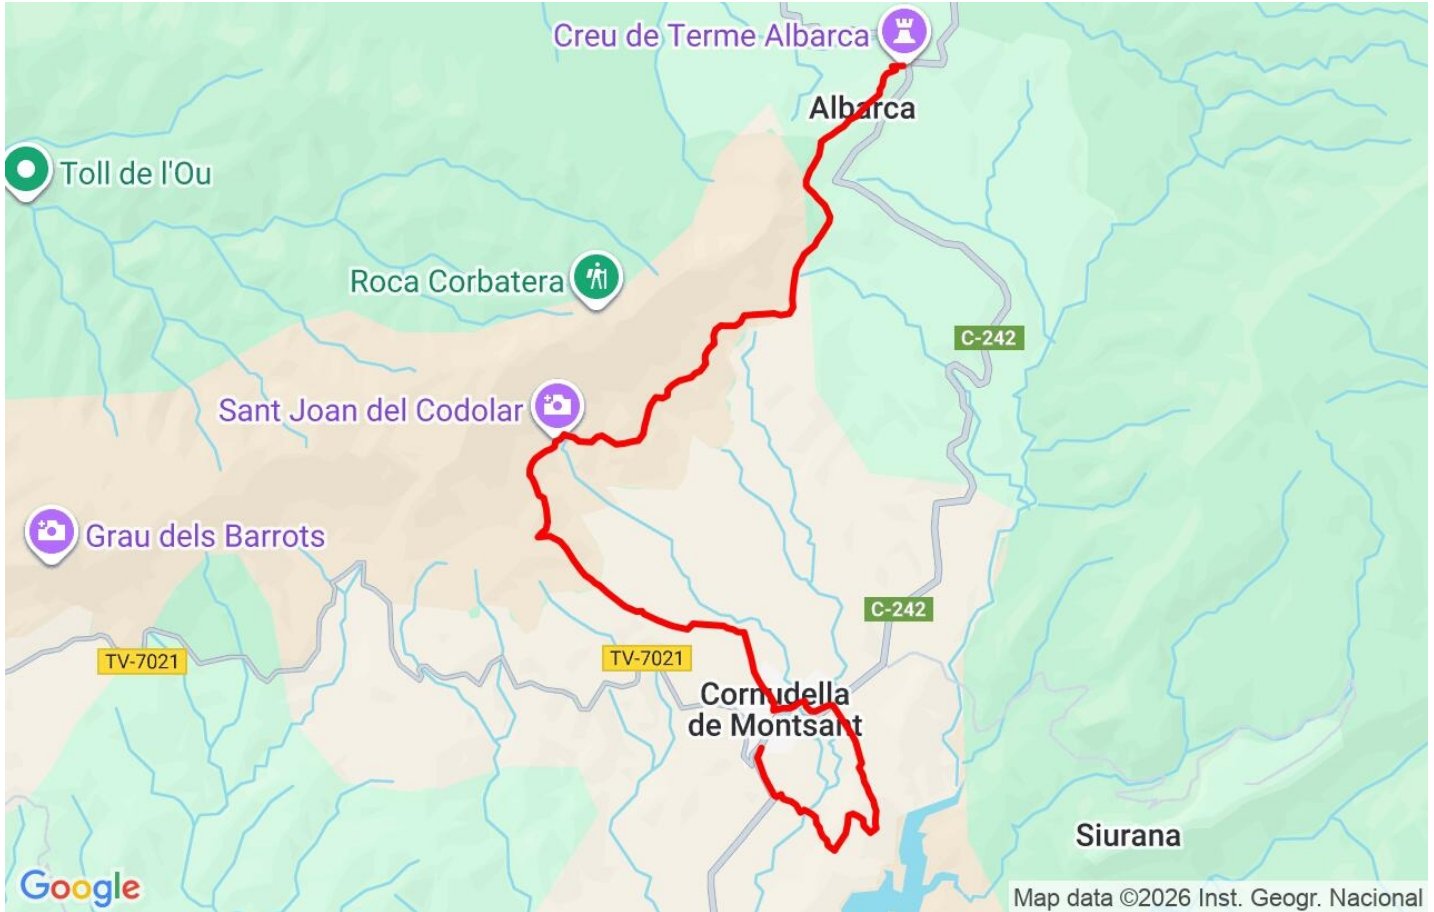 Creu de Terme Albarca
Albarca
Toll de l'Ou
Roca Corbatera
C-242
Sant Joan del Codolar
Grau dels Barrots
C-242
TV-7021
TV-7021
Cornudella
de Montsant
Siurana
Google
Map data ©2026 Inst. Geogr. Nacional